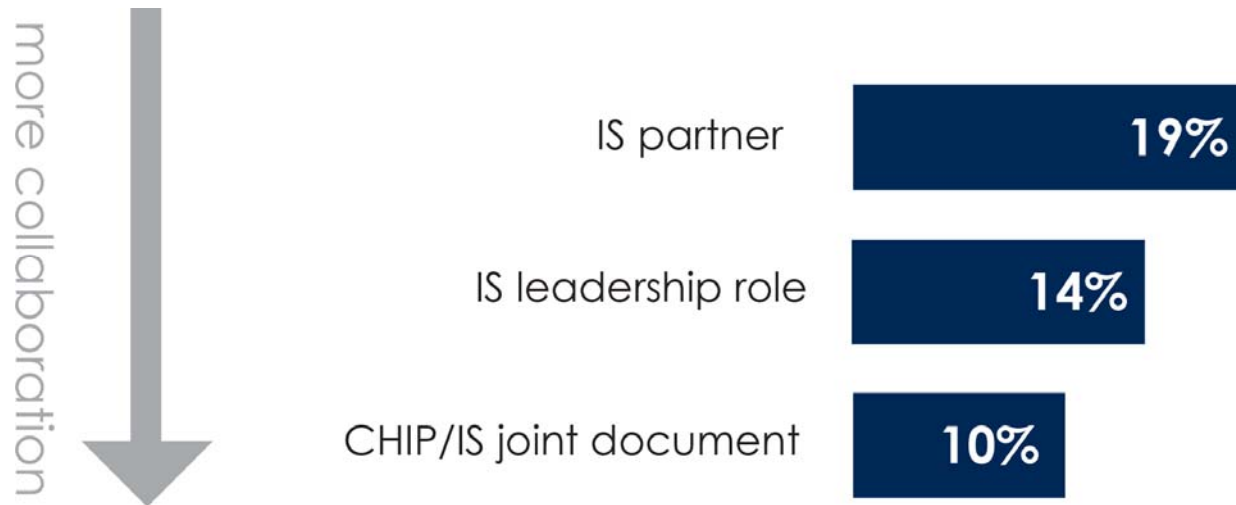 more collaboration
IS partner 19%
IS leadership role 14%
CHIP/IS joint document 10%